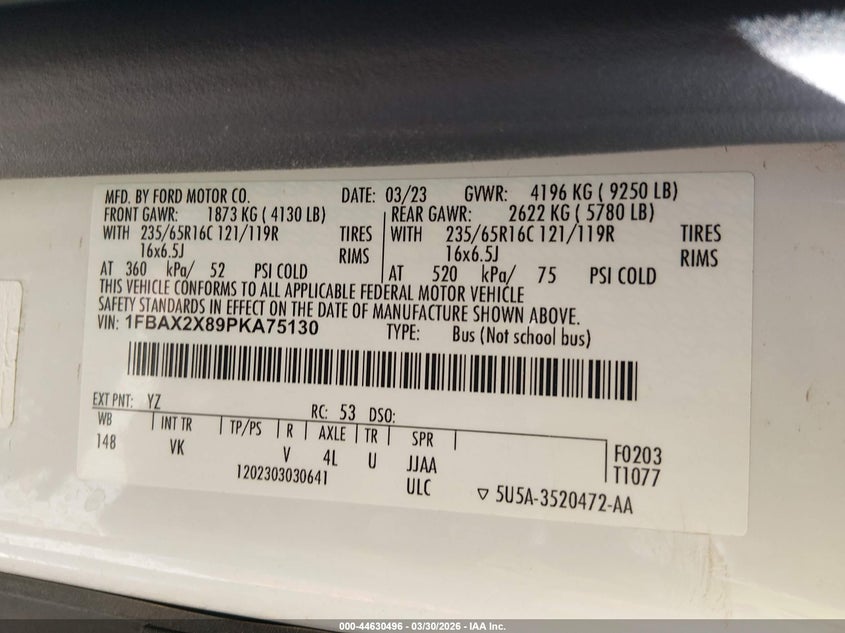 MFD. BY FORD MOTOR CO. DATE: 03/23 GVWR: 4196 KG ( 9250 LB)
FRONT GAWR: 1873 KG ( 4130 LB) REAR GAWR: 2622 KG ( 5780 LB)
WITH 235/65R16C 121/119R TIRES WITH 235/65R16C 121/119R TIRES
16x6.5J RIMS 16x6.5J RIMS
AT 360 kPa/ 52 PSI COLD AT 520 kPa/ 75 PSI COLD
THIS VEHICLE CONFORMS TO ALL APPLICABLE FEDERAL MOTOR VEHICLE
SAFETY STANDARDS IN EFFECT ON THE DATE OF MANUFACTURE SHOWN ABOVE.
VIN: 1FBAX2X89PKA75130 TYPE: Bus (Not school bus)
EXT PNT: YZ RC: 53 DSO:
WB INT TR TP/PS R AXLE TR SPR
148 VK V 4L U JJAA F0203
1202303030641 ULC T1077
▽ 5U5A-3520472-AA
000-44630496 - 03/30/2026 - IAA Inc.